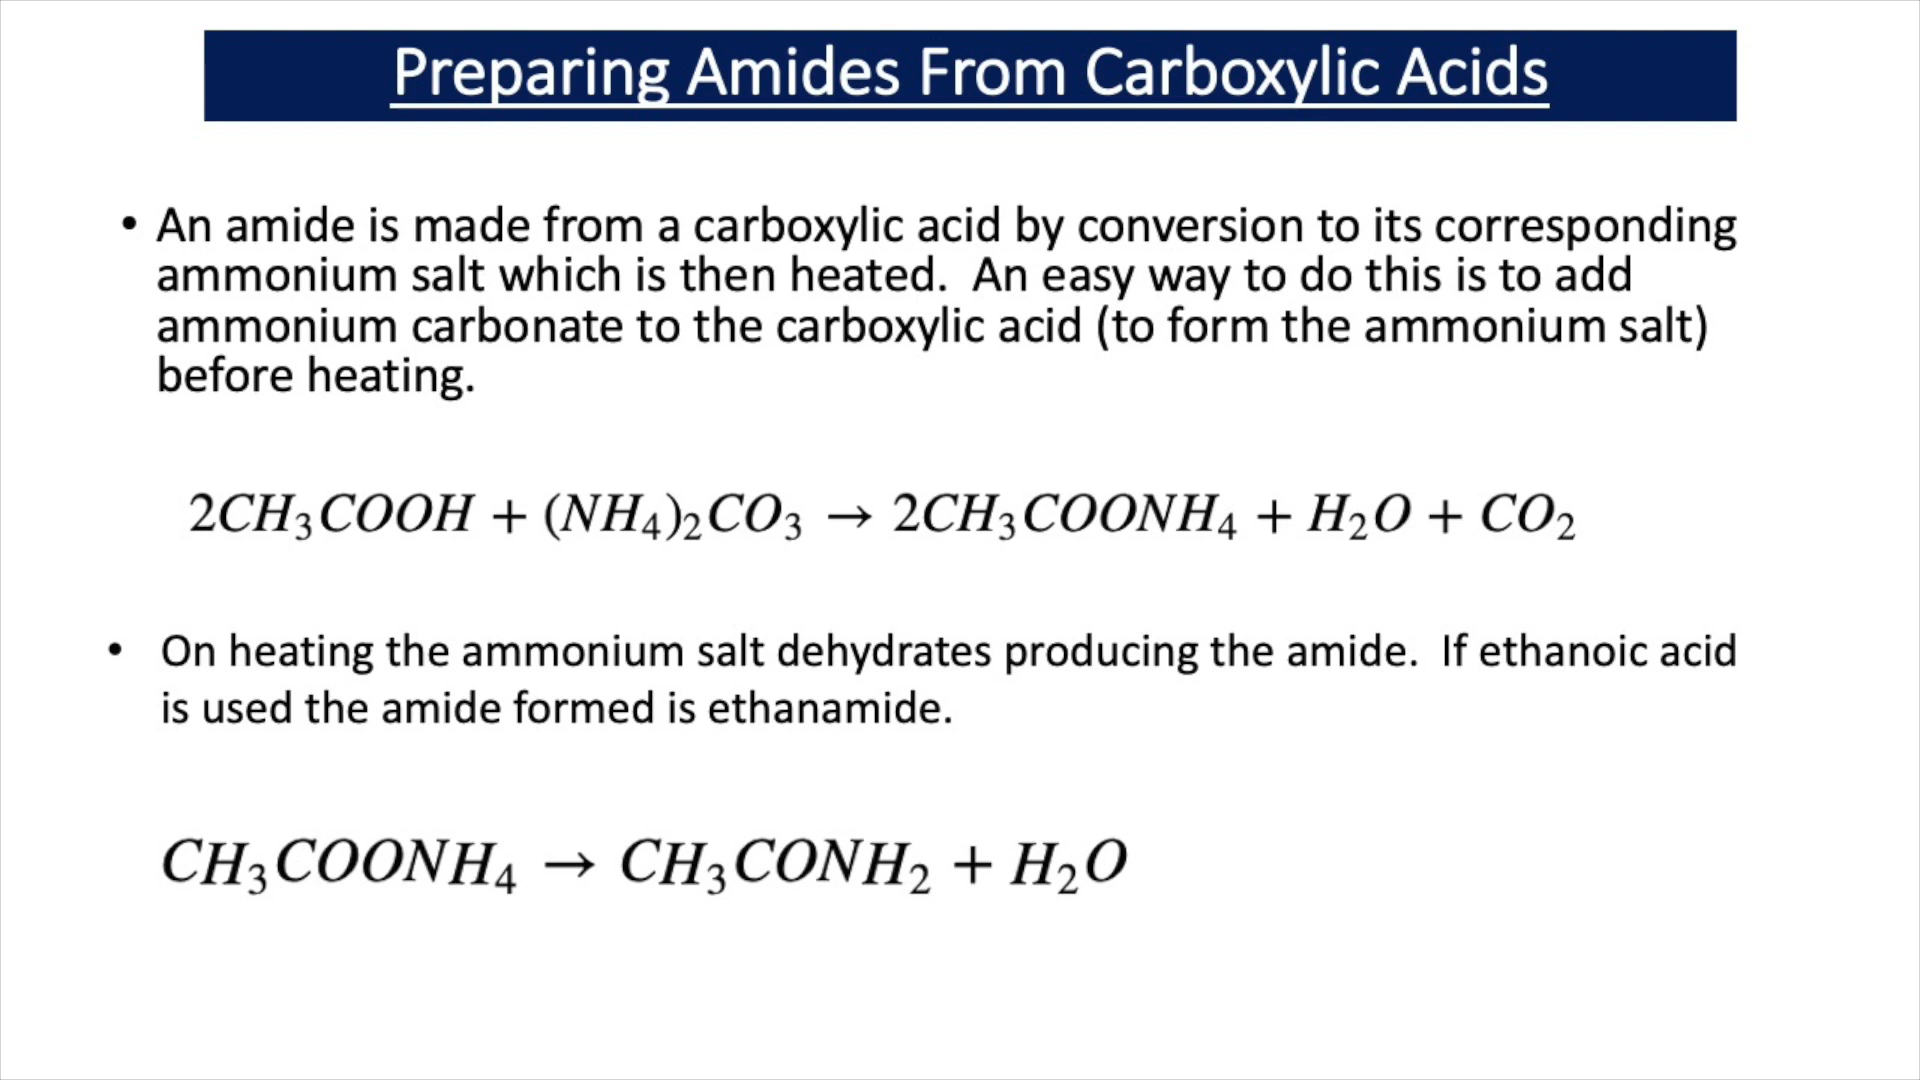 Preparing Amides From Carboxylic Acids
• An amide is made from a carboxylic acid by conversion to its corresponding
ammonium salt which is then heated.  An easy way to do this is to add
ammonium carbonate to the carboxylic acid (to form the ammonium salt)
before heating.
2CH₃COOH + (NH₄)₂CO₃ → 2CH₃COONH₄ + H₂O + CO₂
• On heating the ammonium salt dehydrates producing the amide.  If ethanoic acid
is used the amide formed is ethanamide.
CH₃COONH₄ → CH₃CONH₂ + H₂O